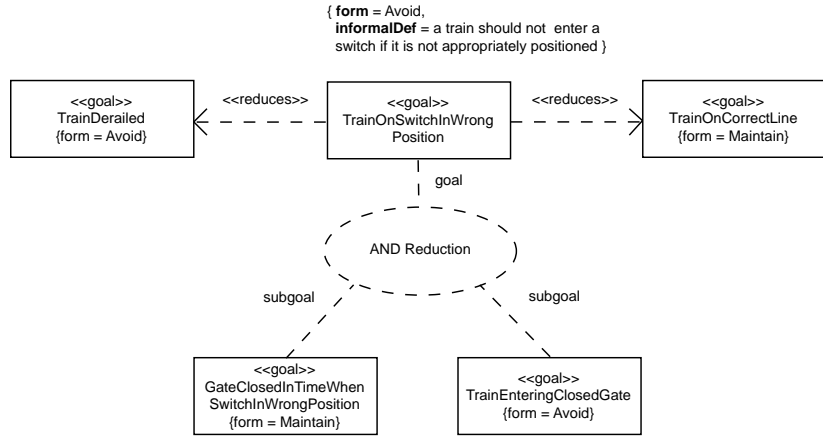 { form = Avoid,
informalDef = a train should not enter a
switch if it is not appropriately positioned }
<<goal>>
TrainDerailed
{form = Avoid}
<<reduces>>
<<goal>>
TrainOnSwitchInWrong
Position
<<reduces>>
<<goal>>
TrainOnCorrectLine
{form = Maintain}
goal
AND Reduction
subgoal
subgoal
<<goal>>
GateClosedInTimeWhen
SwitchInWrongPosition
{form = Maintain}
<<goal>>
TrainEnteringClosedGate
{form = Avoid}